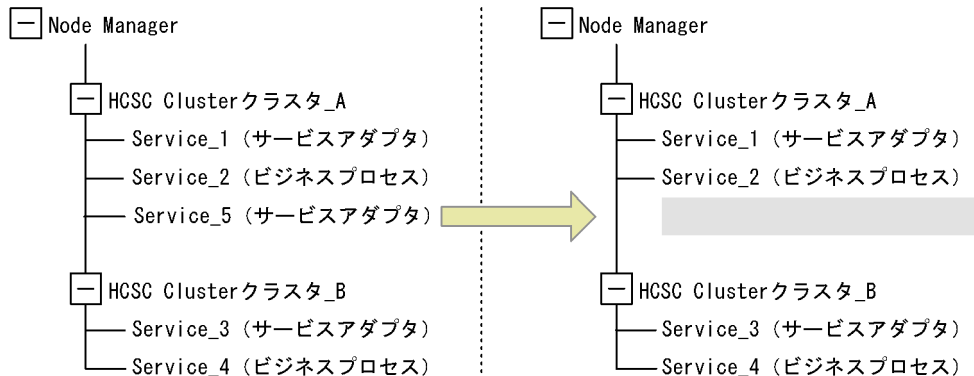 Node Manager
HCSC Clusterクラスタ_A
Service_1（サービスアダプタ）
Service_2（ビジネスプロセス）
Service_5（サービスアダプタ）
HCSC Clusterクラスタ_B
Service_3（サービスアダプタ）
Service_4（ビジネスプロセス）
Node Manager
HCSC Clusterクラスタ_A
Service_1（サービスアダプタ）
Service_2（ビジネスプロセス）
HCSC Clusterクラスタ_B
Service_3（サービスアダプタ）
Service_4（ビジネスプロセス）